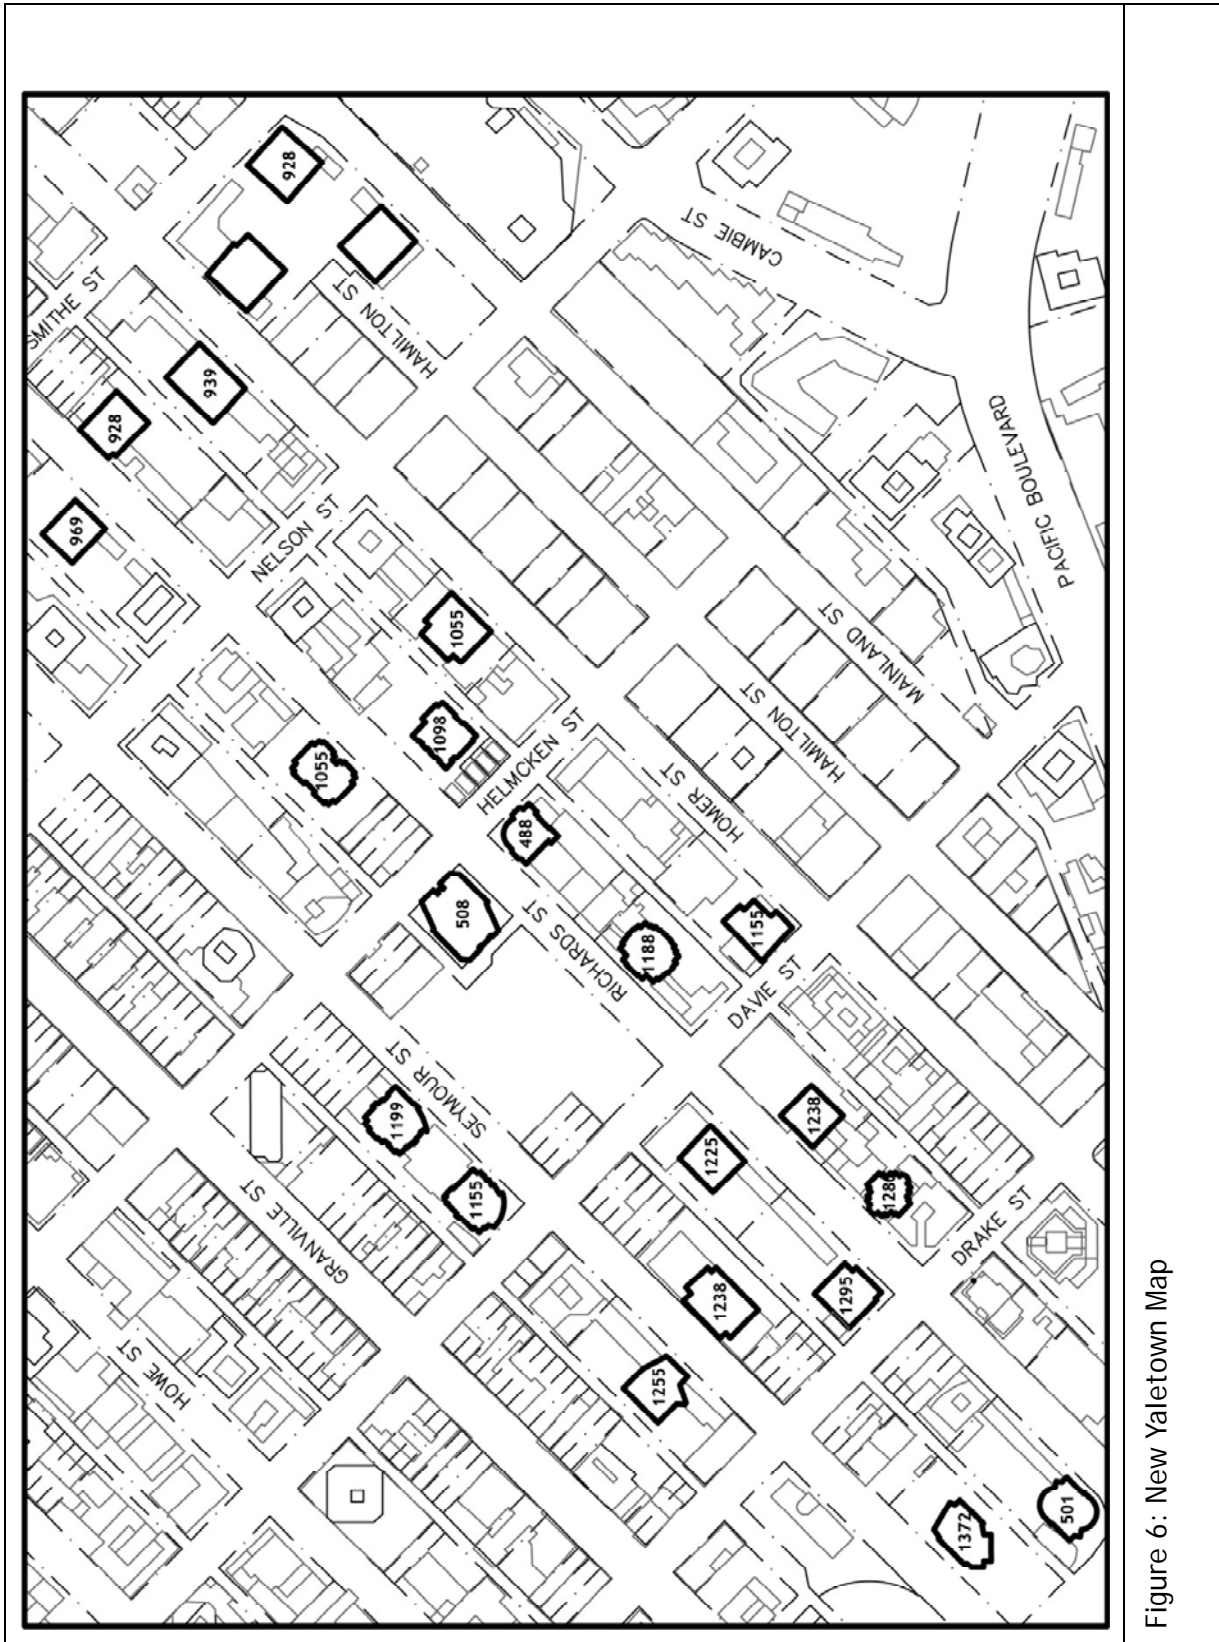 SMITHE ST
928
HAMILTON ST
939
928
969
CAMBIE ST
NELSON ST
PACIFIC BOULEVARD
1055
1098
1055
MAINLAND ST
HAMILTON ST
HELMCKEN ST
HOMER ST
488
508
RICHARDS ST
1188
1155
DAVIE ST
SEYMOUR ST
1199
1155
1238
1225
1280
GRANVILLE ST
DRAKE ST
1238
1295
HOWE ST
1255
1372
501
Figure 6: New Yaletown Map